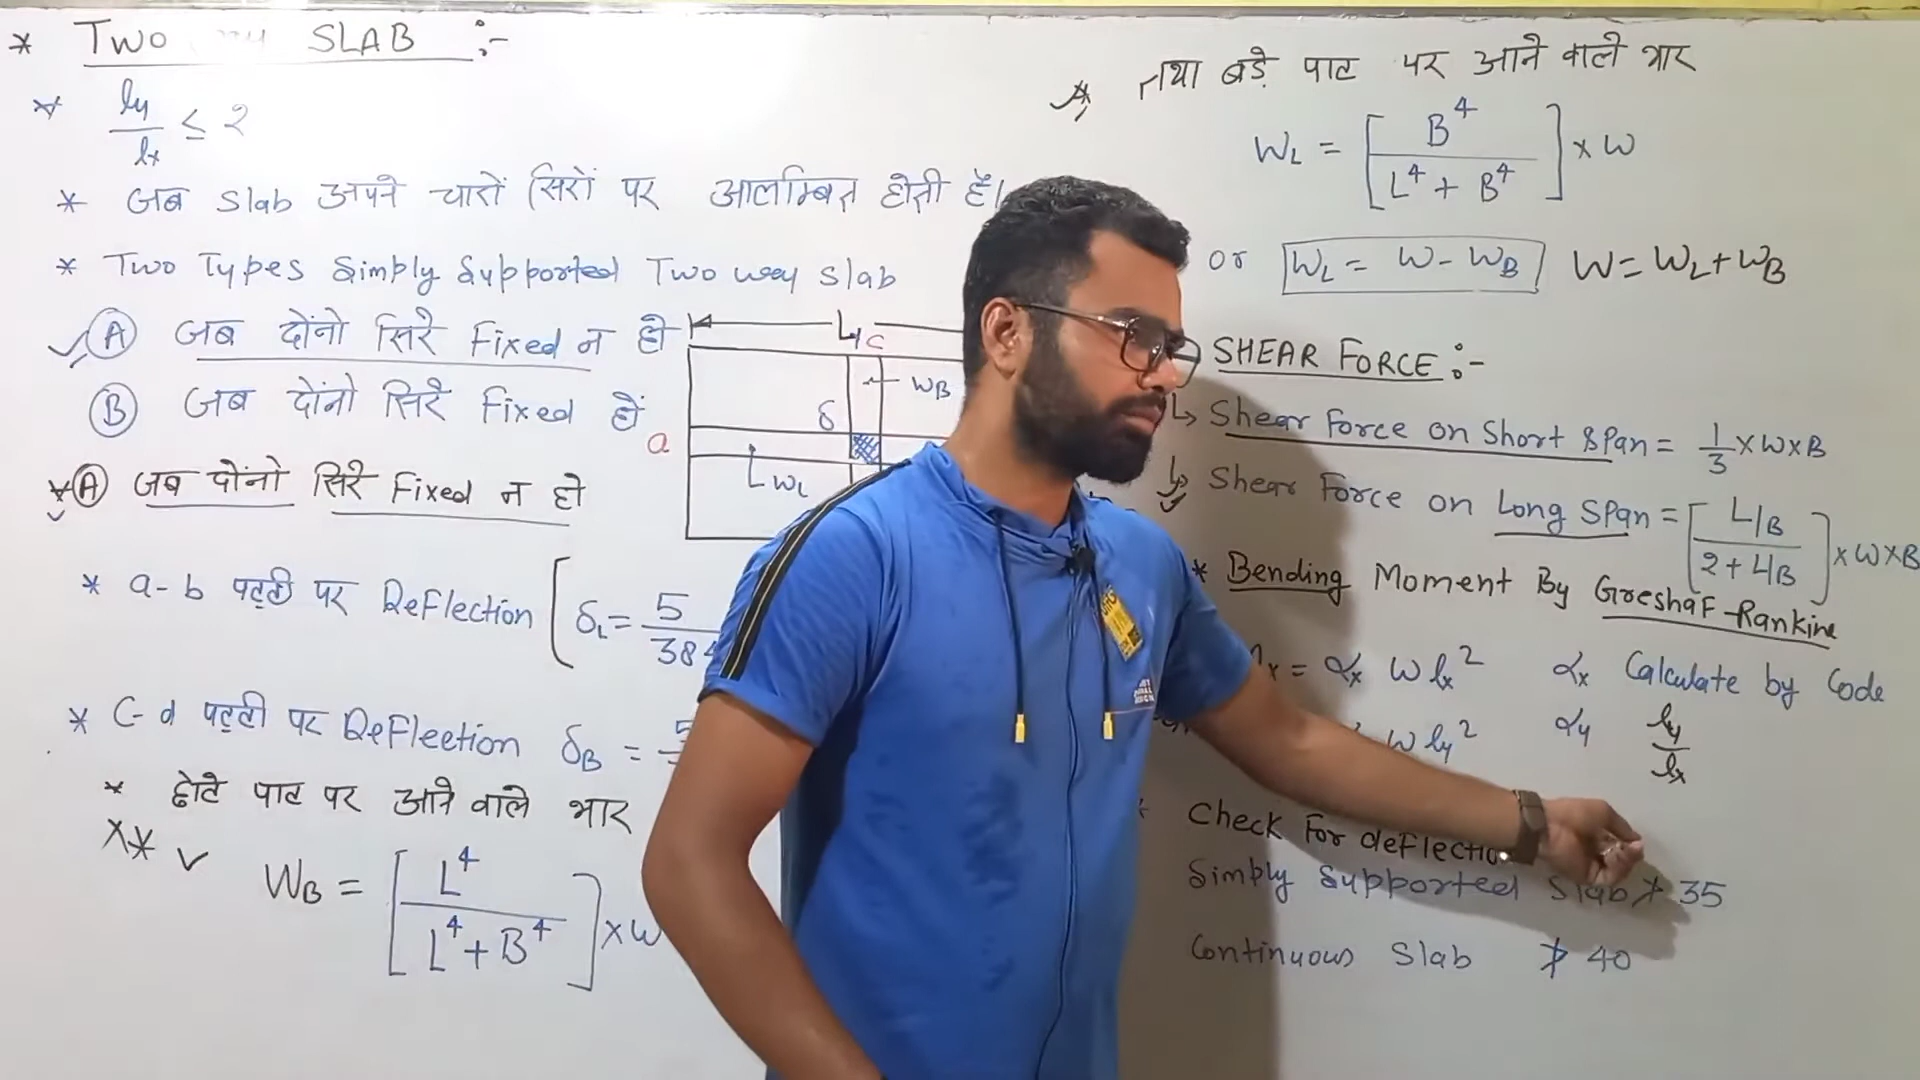 * TWO SLAB :-
* ly/lx ≤ 2
* जब Slab अपने चारों सिरों पर आलम्बित होती है।
* Two Types Simply Supported Two way Slab
(A) जब दोंनो सिरे Fixed न हो
(B) जब दोंनो सिरे Fixed हों
(A) जब दोंनो सिरे Fixed न हो
* a-b पट्टी पर Deflection [ δL = 5/384
* C-d पट्टी पर Deflection δB = 5
* छोटे पाट पर आने वाले भार
WB = [ L⁴ / L⁴ + B⁴ ] × W
L
c
WB
δ
a
WL
तथा बड़े पाट पर आने वाले भार
WL = [ B⁴ / L⁴ + B⁴ ] × W
or WL = W - WB W = WL + WB
SHEAR FORCE :-
↳ Shear Force on Short Span = 1/3 × W × B
↳ Shear Force on Long Span = [ L/B / 2 + L/B ] × W × B
* Bending Moment By Greshaf-Rankine
x = αx W lx² αx Calculate by Code
W ly² αy ly/lx
Check For deflectio
Simply Supported Slab ≯ 35
Continuous Slab ≯ 40